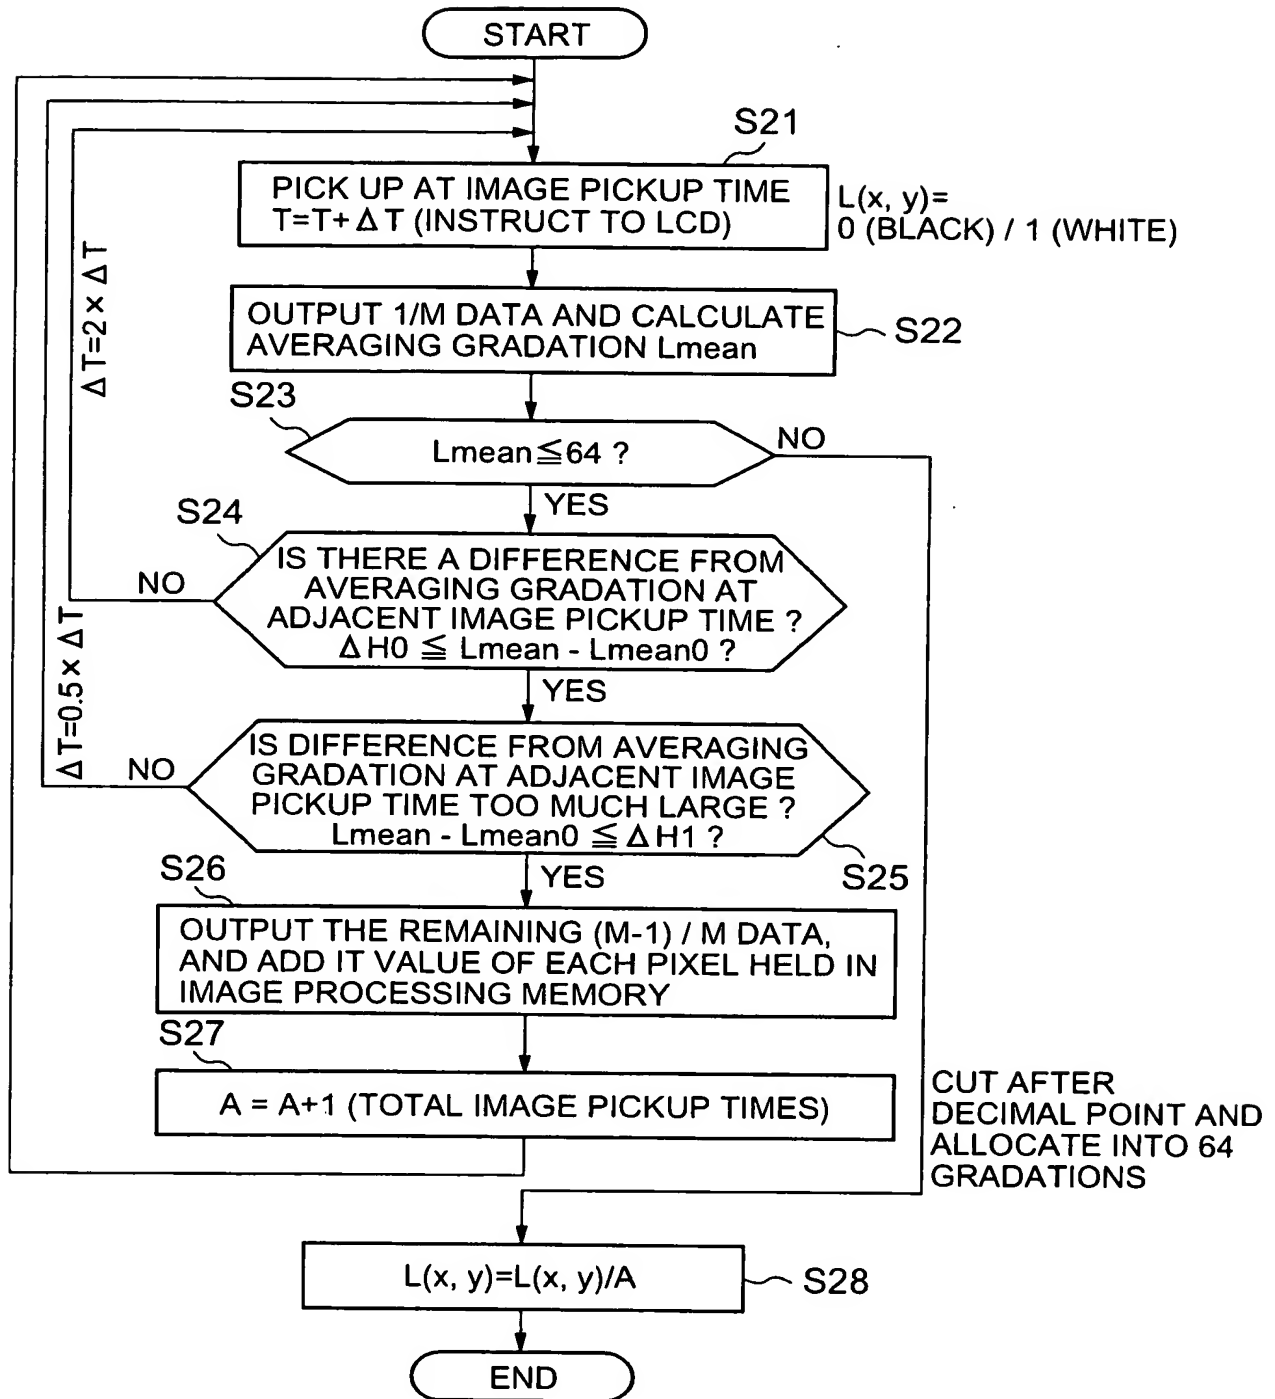 START
S21
PICK UP AT IMAGE PICKUP TIME
T=T+ΔT (INSTRUCT TO LCD)
L(x, y)=
0 (BLACK) / 1 (WHITE)
ΔT=2×ΔT
OUTPUT 1/M DATA AND CALCULATE
AVERAGING GRADATION Lmean
S22
S23
Lmean≦64 ?
NO
YES
S24
IS THERE A DIFFERENCE FROM
AVERAGING GRADATION AT
ADJACENT IMAGE PICKUP TIME ?
ΔH0 ≦ Lmean - Lmean0 ?
NO
YES
ΔT=0.5×ΔT
IS DIFFERENCE FROM AVERAGING
GRADATION AT ADJACENT IMAGE
PICKUP TIME TOO MUCH LARGE ?
Lmean - Lmean0 ≦ ΔH1 ?
NO
S25
YES
S26
OUTPUT THE REMAINING (M-1) / M DATA,
AND ADD IT VALUE OF EACH PIXEL HELD IN
IMAGE PROCESSING MEMORY
S27
A = A+1 (TOTAL IMAGE PICKUP TIMES)
CUT AFTER
DECIMAL POINT AND
ALLOCATE INTO 64
GRADATIONS
L(x, y)=L(x, y)/A
S28
END